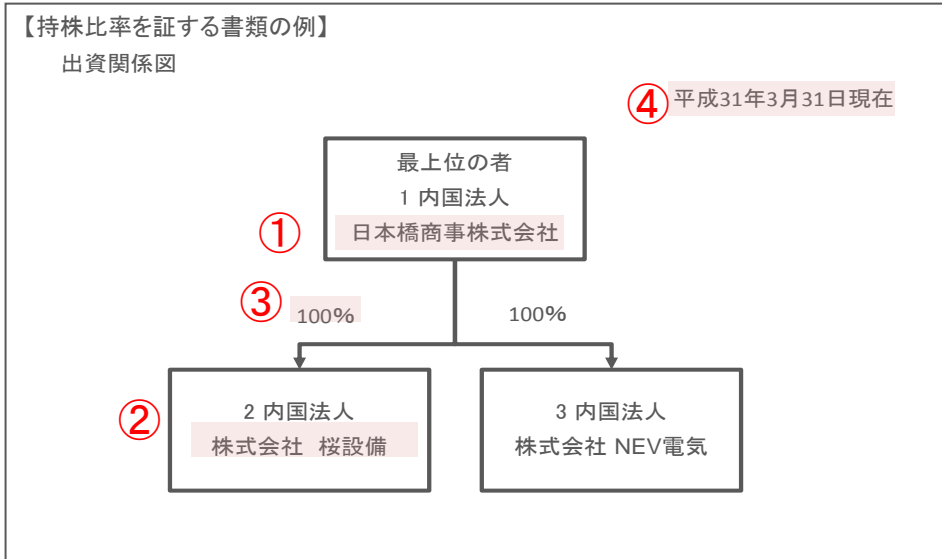 【持株比率を証する書類の例】
出資関係図
④ 平成31年3月31日現在
最上位の者
1 内国法人
① 日本橋商事株式会社
③ 100% 100%
② 2 内国法人
株式会社 桜設備
3 内国法人
株式会社 NEV電気